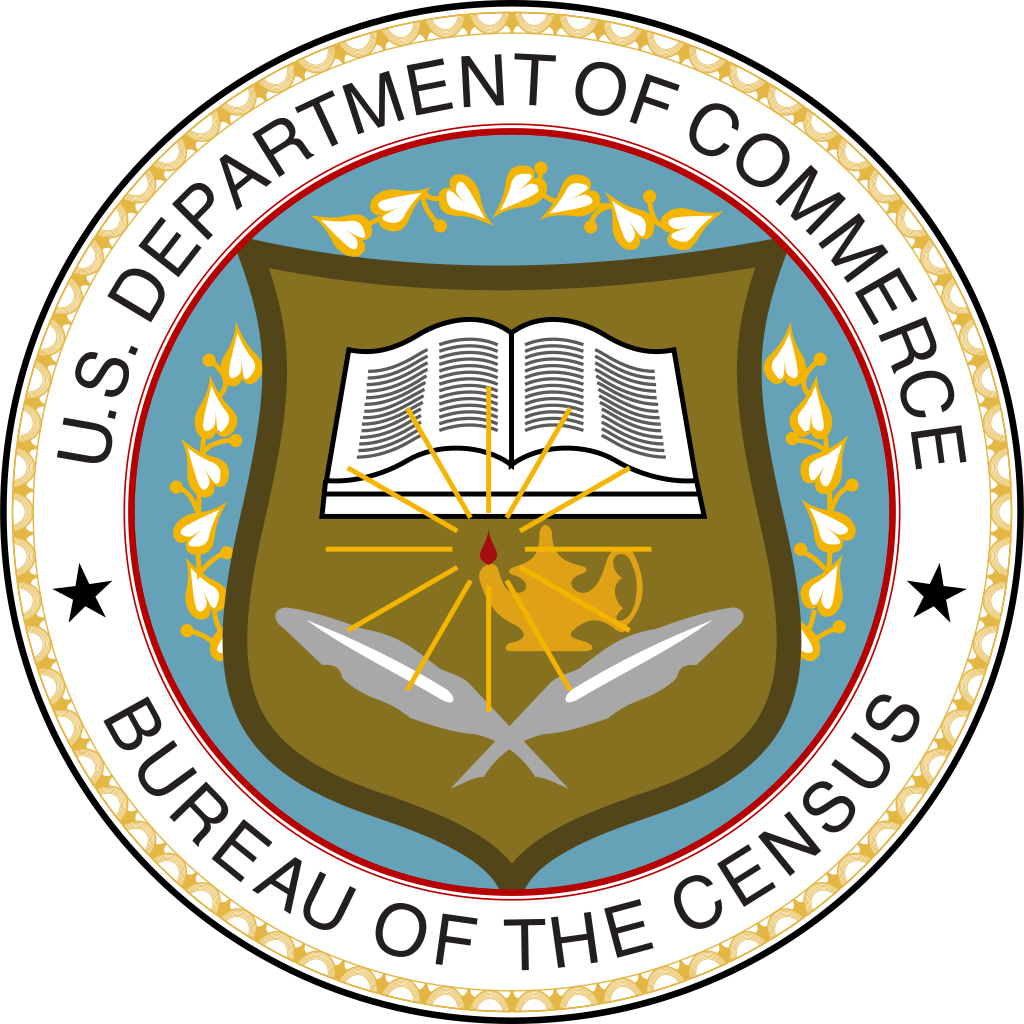 U.S. DEPARTMENT OF COMMERCE
BUREAU OF THE CENSUS